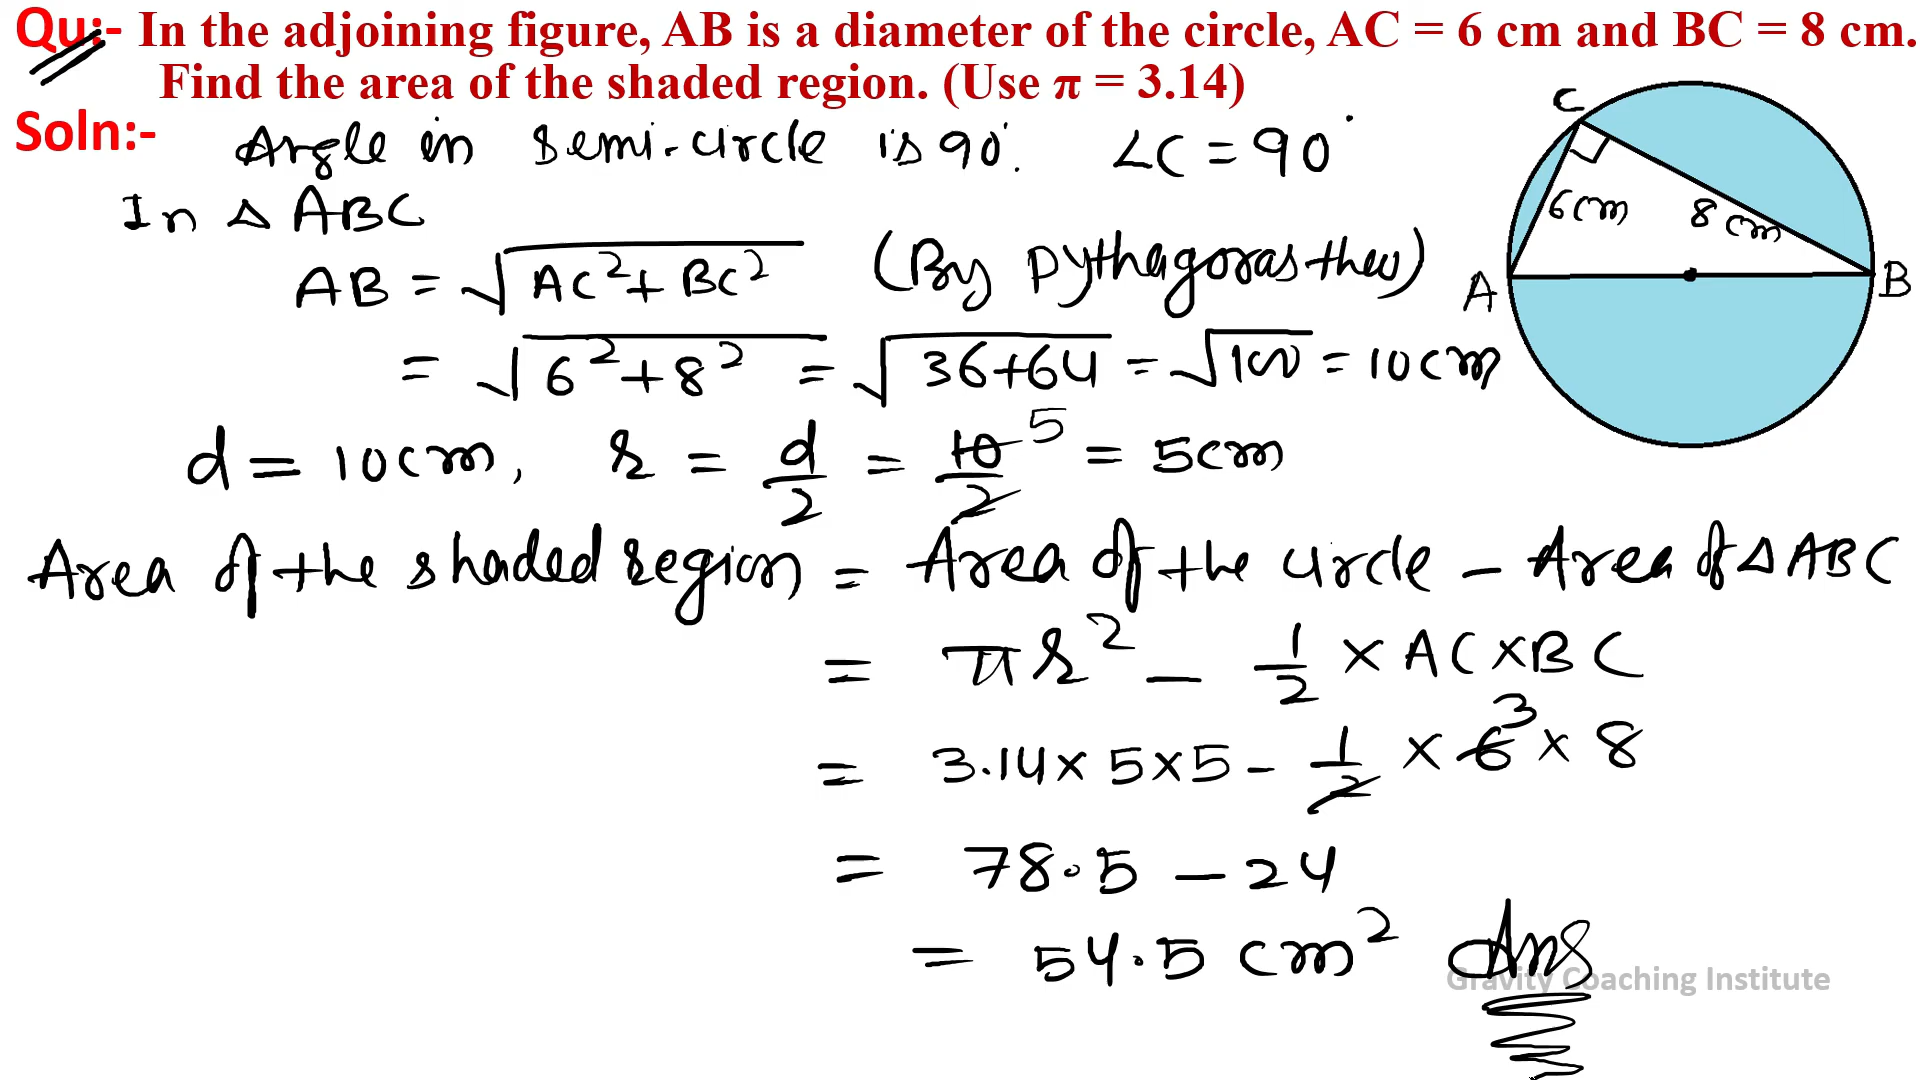 Qu:- In the adjoining figure, AB is a diameter of the circle, AC = 6 cm and BC = 8 cm.
Find the area of the shaded region. (Use π = 3.14)
Soln:- Angle in semi-circle is 90°. ∠C = 90°
In △ ABC
AB = √(AC² + BC²) (By pythagoras theo)
= √(6² + 8²) = √(36+64) = √100 = 10cm
d = 10cm, r = d/2 = 10/2 5 = 5cm
Area of the shaded region = Area of the circle - Area of △ ABC
= πr² - 1/2 × AC × BC
= 3.14 × 5 × 5 - 1/2 × 6 3 × 8
= 78.5 - 24
= 54.5 cm² Ans
Gravity Coaching Institute
C
6cm
8cm
A
B